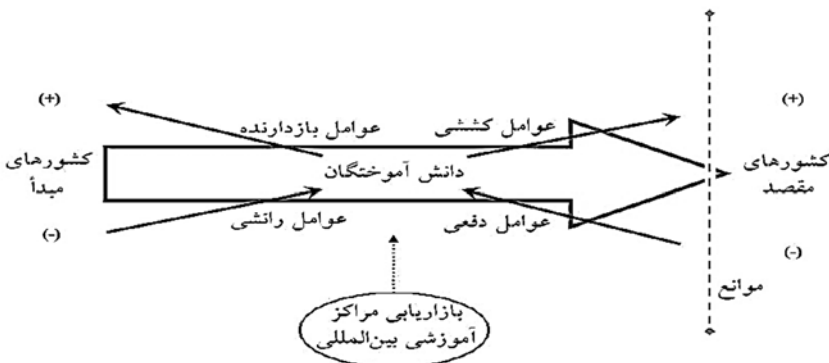 (+)
(+)
عوامل بازدارنده
عوامل کششی
کشورهای
مبدأ
دانش آموختگان
کشورهای
مقصد
عوامل رانشی
عوامل دفعی
(-)
(-)
موانع
بازاریابی مراکز
آموزشی بین‌المللی